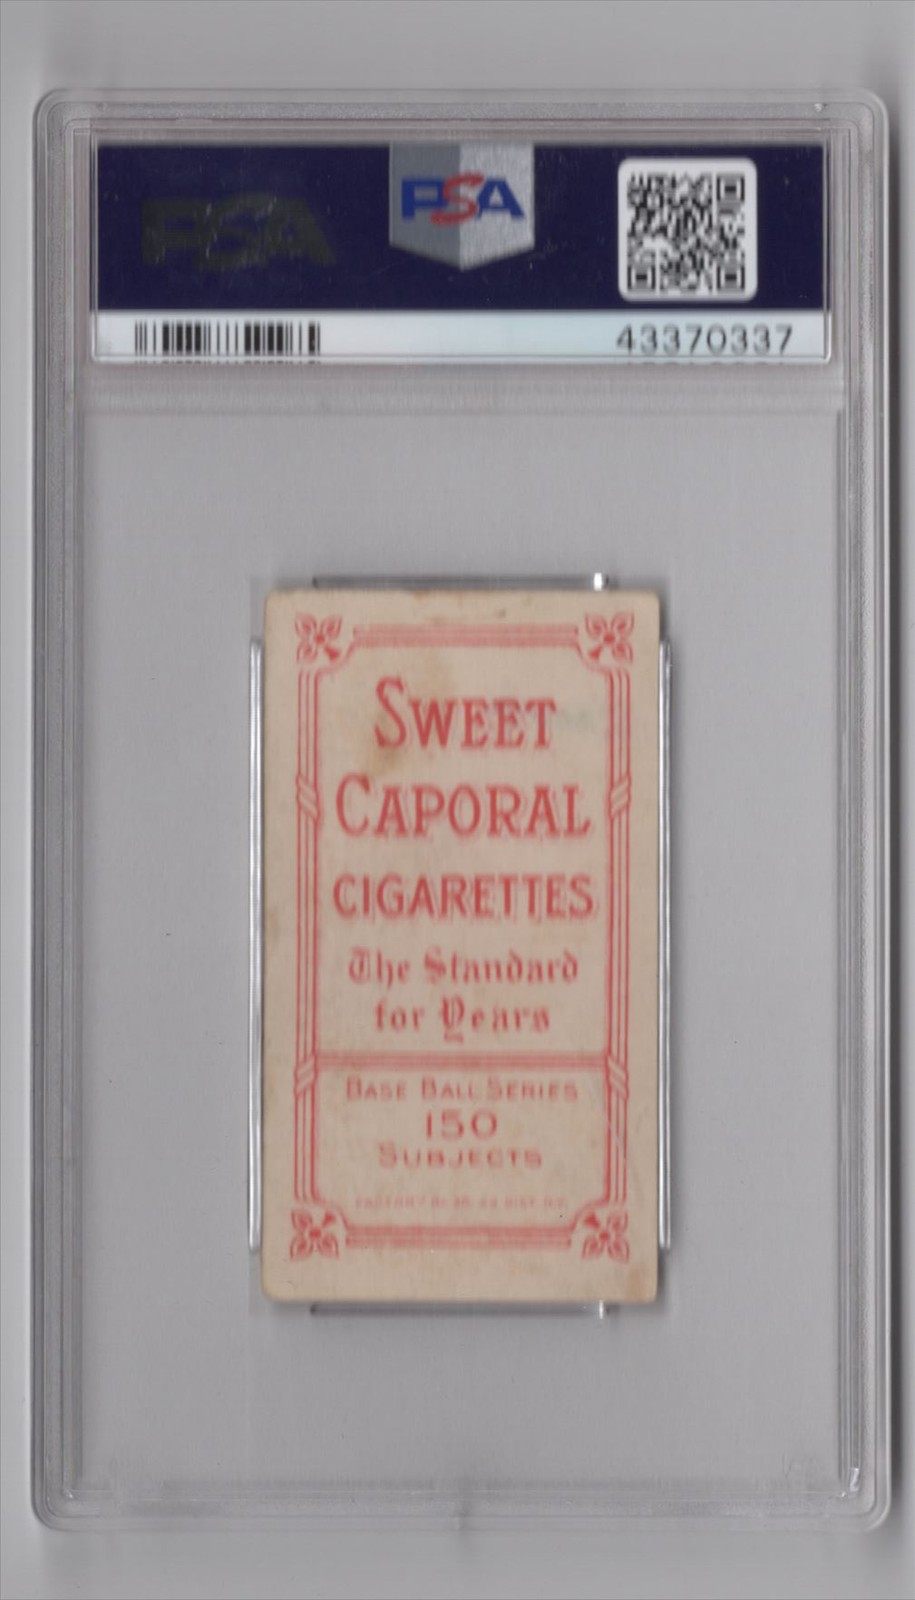 PSA
PSA
43370337
SWEET
CAPORAL
CIGARETTES
The Standard
for Years
BASE BALL SERIES
150
SUBJECTS